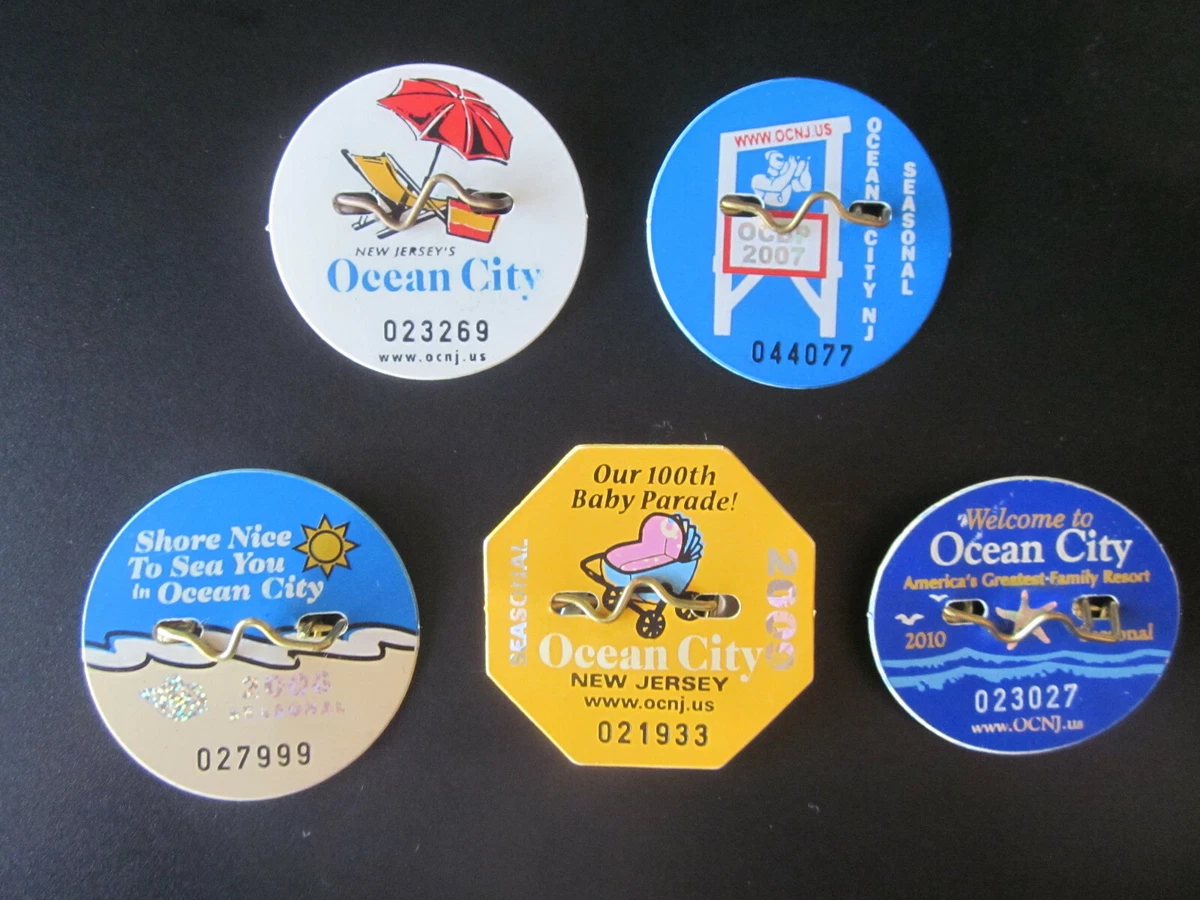 NEW JERSEY'S
Ocean City
023269
www.ocnj.us
WWW.OCNJ.US
OCBP
2007
OCEAN CITY NJ
SEASONAL
044077
Shore Nice
To Sea You
in Ocean City
SEASONAL
027999
Our 100th
Baby Parade!
SEASONAL
2009
Ocean City
NEW JERSEY
www.ocnj.us
021933
Welcome to
Ocean City
America's Greatest Family Resort
2010
023027
www.OCNJ.us